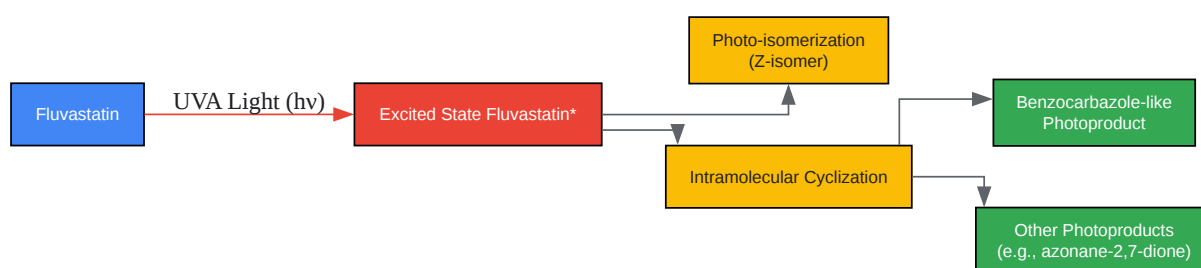 Fluvastatin
UVA Light (hν)
Excited State Fluvastatin*
Photo-isomerization
(Z-isomer)
Intramolecular Cyclization
Benzocarbazole-like
Photoproduct
Other Photoproducts
(e.g., azonane-2,7-dione)